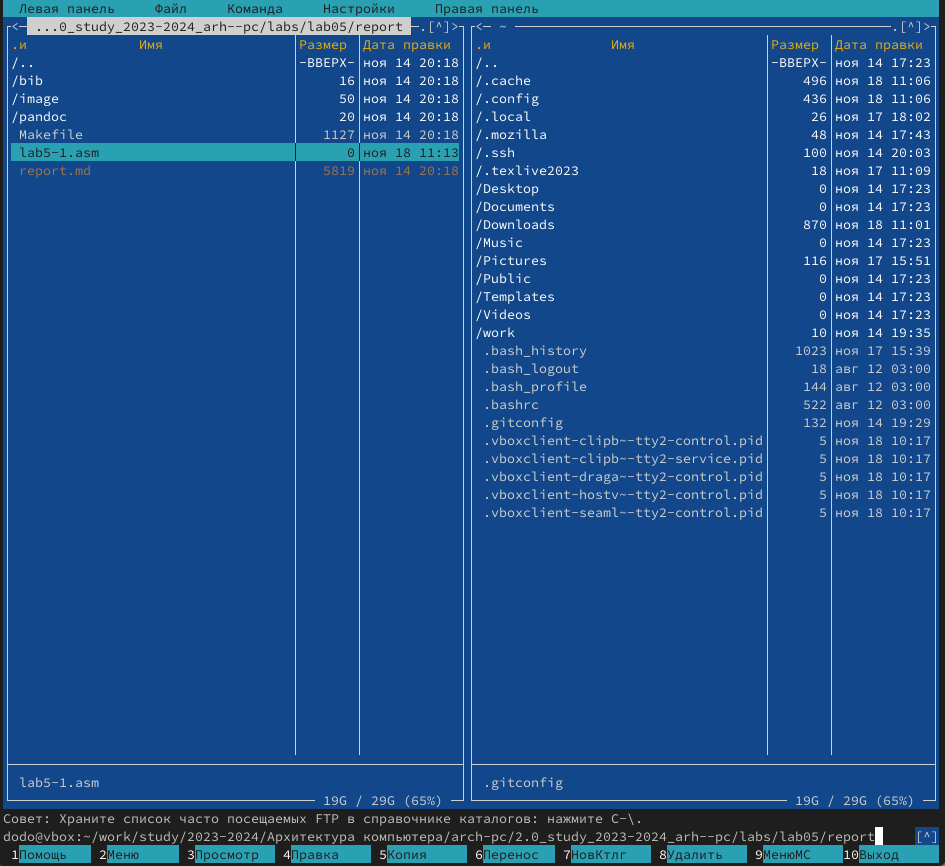 Левая панель     Файл     Команда     Настройки     Правая панель
<─ ...0_study_2023-2024_arh--pc/labs/lab05/report ─.[^]>
.и Имя Размер Дата правки
/.. -ВВЕРХ- ноя 14 20:18
/bib 16 ноя 14 20:18
/image 50 ноя 14 20:18
/pandoc 20 ноя 14 20:18
Makefile 1127 ноя 14 20:18
lab5-1.asm 0 ноя 18 11:13
report.md 5819 ноя 14 20:18
lab5-1.asm
19G / 29G (65%)
<─ ~ ─.[^]>
.и Имя Размер Дата правки
/.. -ВВЕРХ- ноя 14 17:23
/.cache 496 ноя 18 11:06
/.config 436 ноя 18 11:06
/.local 26 ноя 17 18:02
/.mozilla 48 ноя 14 17:43
/.ssh 100 ноя 14 20:03
/.texlive2023 18 ноя 17 11:09
/Desktop 0 ноя 14 17:23
/Documents 0 ноя 14 17:23
/Downloads 870 ноя 18 11:01
/Music 0 ноя 14 17:23
/Pictures 116 ноя 17 15:51
/Public 0 ноя 14 17:23
/Templates 0 ноя 14 17:23
/Videos 0 ноя 14 17:23
/work 10 ноя 14 19:35
.bash_history 1023 ноя 17 15:39
.bash_logout 18 авг 12 03:00
.bash_profile 144 авг 12 03:00
.bashrc 522 авг 12 03:00
.gitconfig 132 ноя 14 19:29
.vboxclient-clipb~-tty2-control.pid 5 ноя 18 10:17
.vboxclient-clipb~-tty2-service.pid 5 ноя 18 10:17
.vboxclient-draga~-tty2-control.pid 5 ноя 18 10:17
.vboxclient-hostv~-tty2-control.pid 5 ноя 18 10:17
.vboxclient-seaml~-tty2-control.pid 5 ноя 18 10:17
.gitconfig
19G / 29G (65%)
Совет: Храните список часто посещаемых FTP в справочнике каталогов: нажмите C-\.
dodo@vbox:~/work/study/2023-2024/Архитектура компьютера/arch-pc/2.0_study_2023-2024_arh--pc/labs/lab05/report [^]
1Помощь 2Меню 3Просмотр 4Правка 5Копия 6Перенос 7НовКтлг 8Удалить 9МенюMC 10Выход